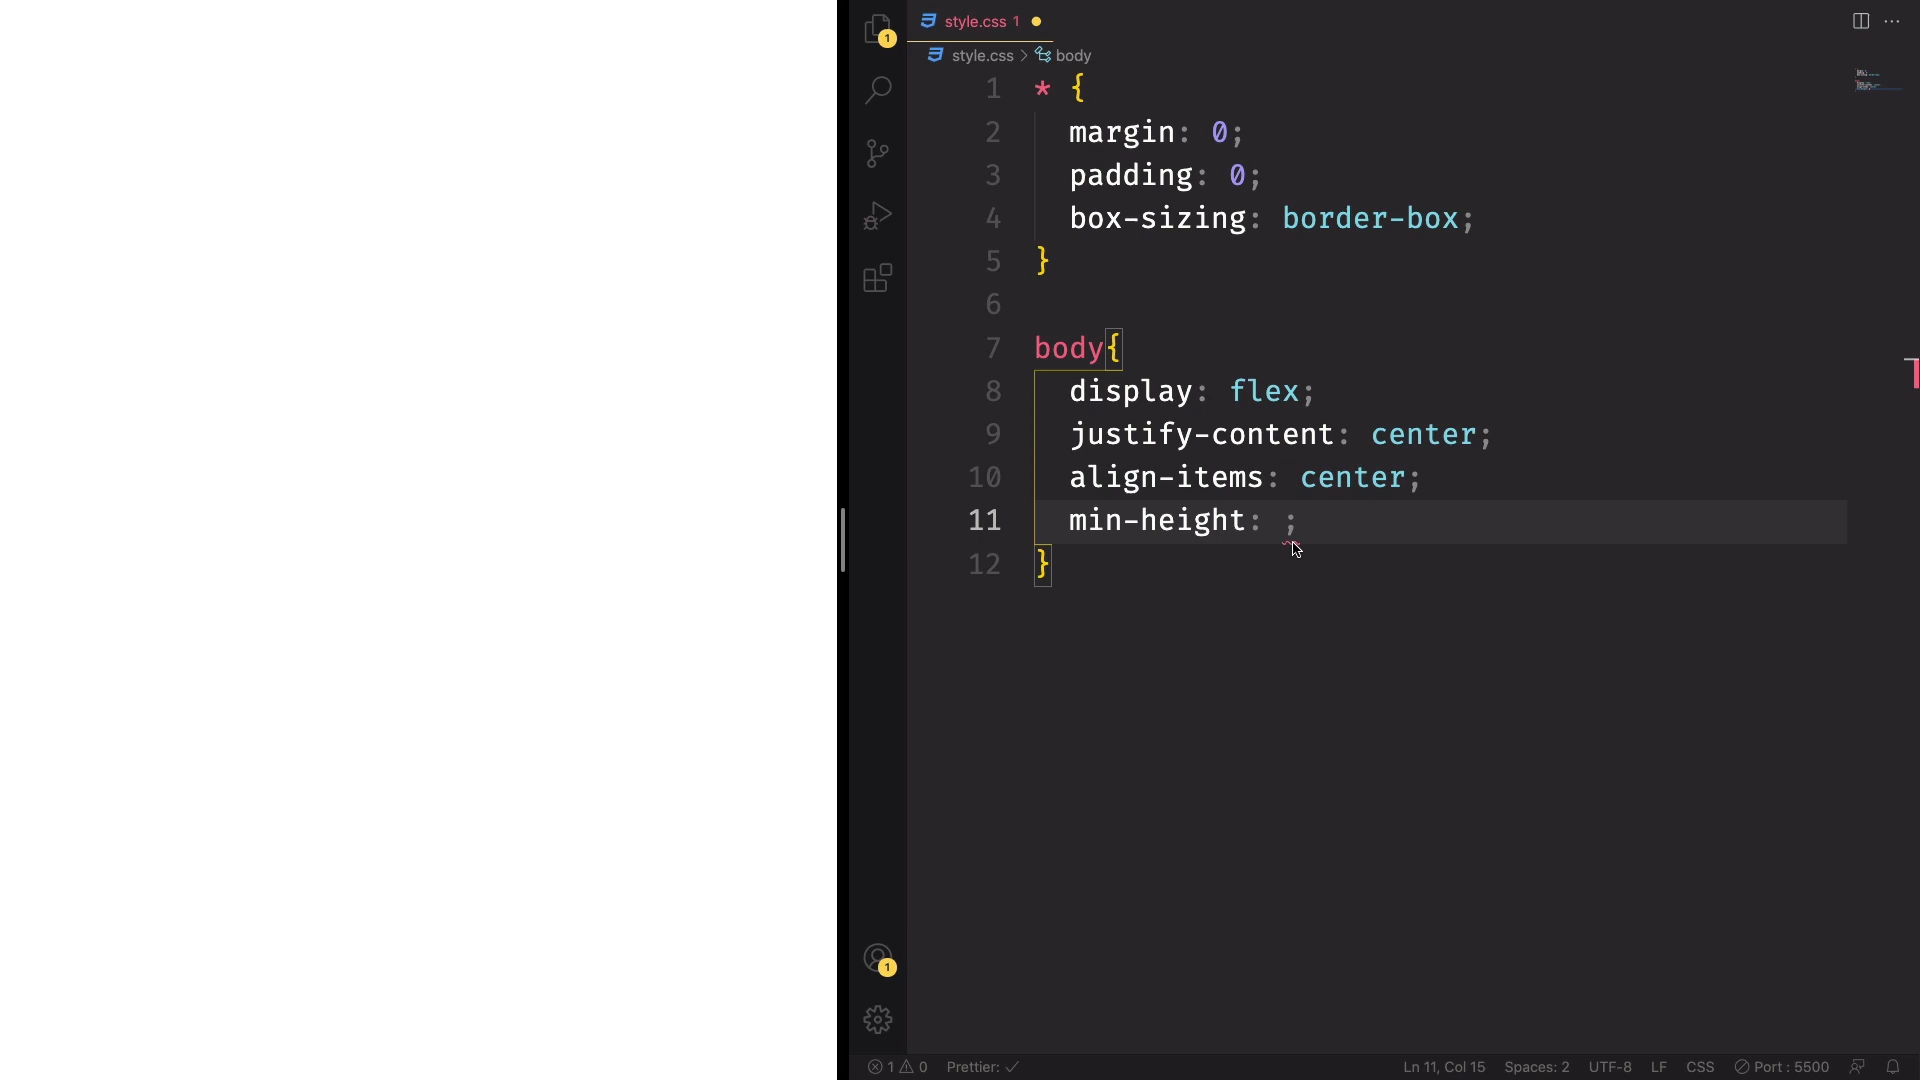 style.css 1
style.css > body
1
1 * {
2 margin: 0;
3 padding: 0;
4 box-sizing: border-box;
5 }
6
7 body{
8 display: flex;
9 justify-content: center;
10 align-items: center;
11 min-height: ;
12 }
1
1 0 Prettier: ✓ Ln 11, Col 15 Spaces: 2 UTF-8 LF CSS Port : 5500